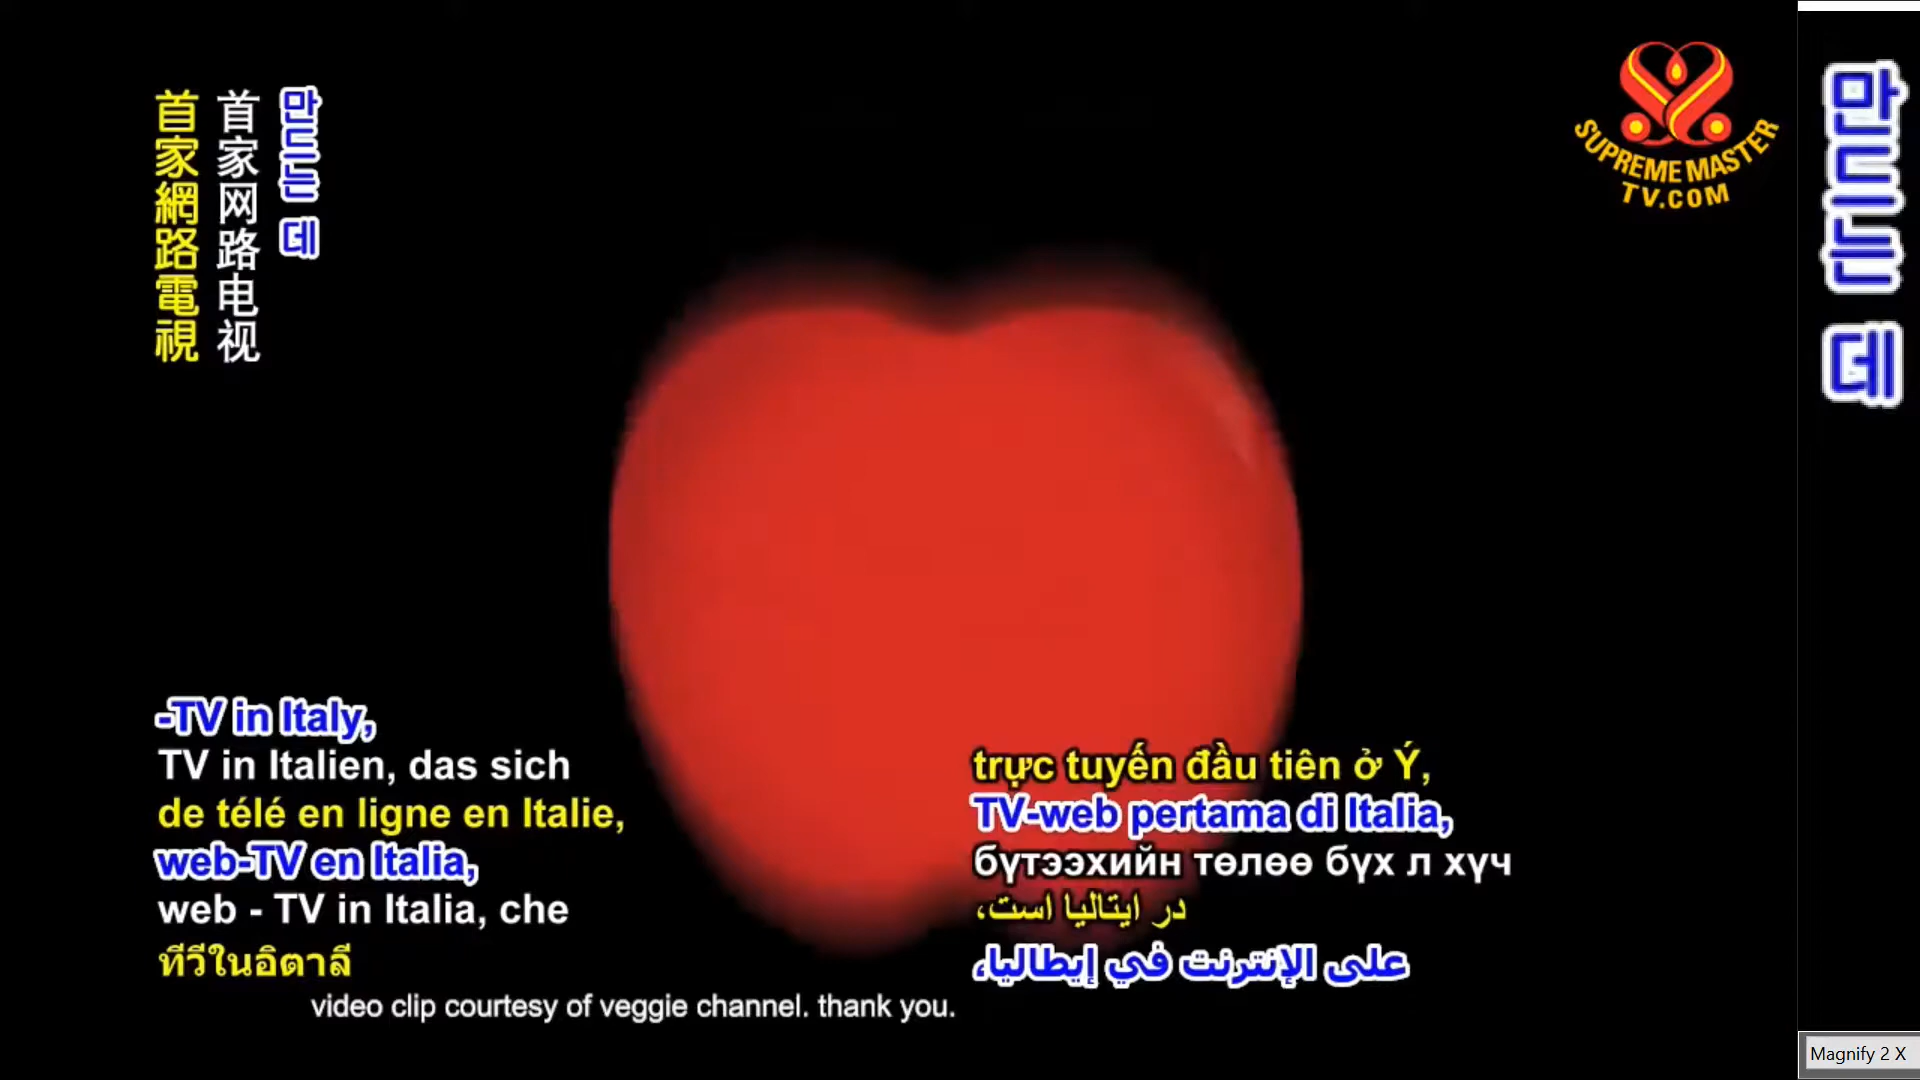 首家網路電視
首家网路电视
만드는 데
SUPREME MASTER
TV.COM
만드는 데
-TV in Italy,
TV in Italien, das sich
de télé en ligne en Italie,
web-TV en Italia,
web - TV in Italia, che
ทีวีในอิตาลี
trực tuyến đầu tiên ở Ý,
TV-web pertama di Italia,
бүтээхийн төлөө бүх л хүч
در ایتالیا است،
على الإنترنت في إيطاليا،
video clip courtesy of veggie channel. thank you.
Magnify 2 X